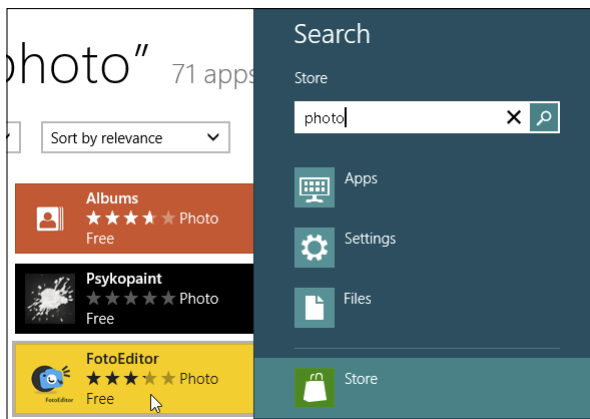 photo” 71 apps
Sort by relevance
Albums
Photo
Free
Psykopaint
Photo
Free
FotoEditor
Photo
FotoEditor
Free
Search
Store
photo
Apps
Settings
Files
Store